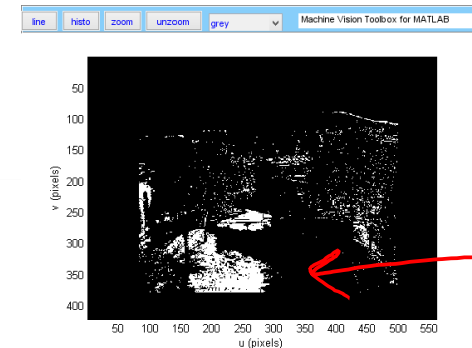 line histo zoom unzoom grey Machine Vision Toolbox for MATLAB
50
100
150
200
250
300
350
400
v (pixels)
50 100 150 200 250 300 350 400 450 500 550
u (pixels)